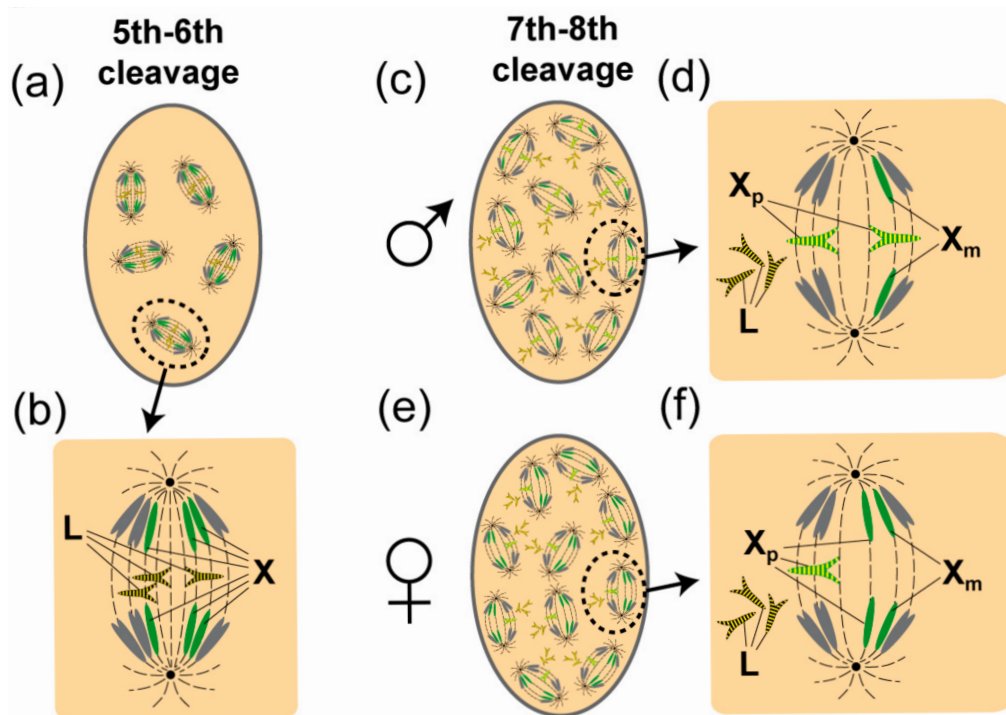 5th-6th
cleavage
7th-8th
cleavage
(a)
(c)
(d)
Xp
Xm
L
(b)
(e)
(f)
L
X
Xp
Xm
L